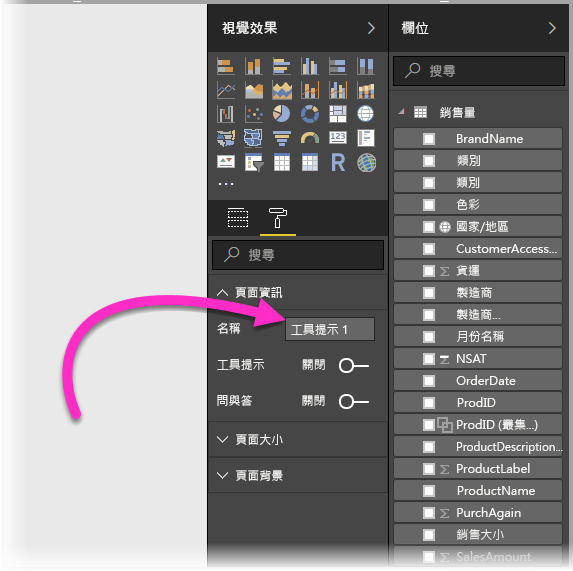 視覺效果
搜尋
頁面資訊
名稱 工具提示 1
工具提示 關閉
問與答 關閉
頁面大小
頁面背景
欄位
搜尋
銷售量
BrandName
類別
類別
色彩
國家/地區
CustomerAccess...
貨運
製造商
製造商...
月份名稱
NSAT
OrderDate
ProdID
ProdID (叢集...)
ProductDescription...
ProductLabel
ProductName
PurchAgain
銷售大小
SalesAmount